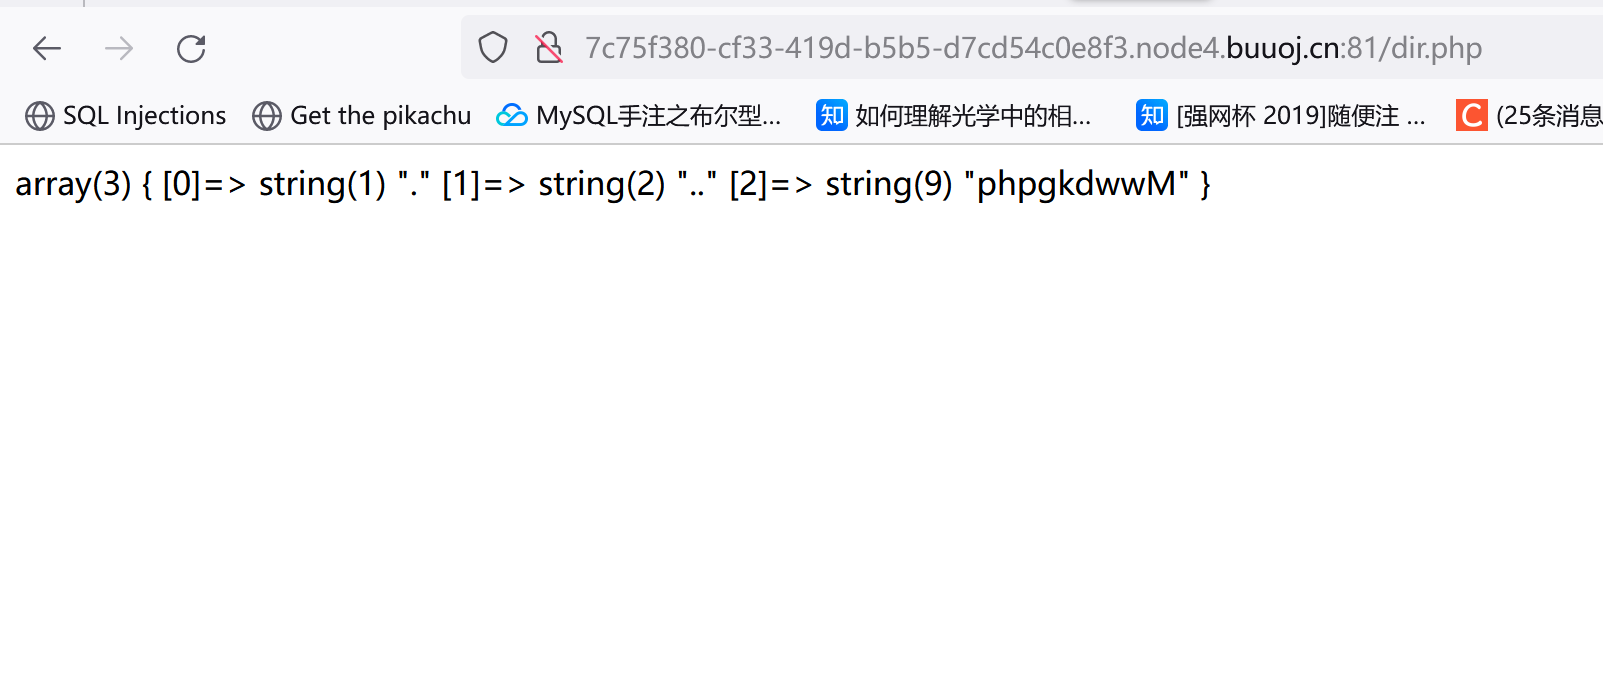 7c75f380-cf33-419d-b5b5-d7cd54c0e8f3.node4.buuoj.cn:81/dir.php
SQL Injections Get the pikachu MySQL手注之布尔型... 知 如何理解光学中的相... 知 [强网杯 2019]随便注 ... C (25条消息
array(3) { [0]=> string(1) "." [1]=> string(2) ".." [2]=> string(9) "phpgkdwwM" }